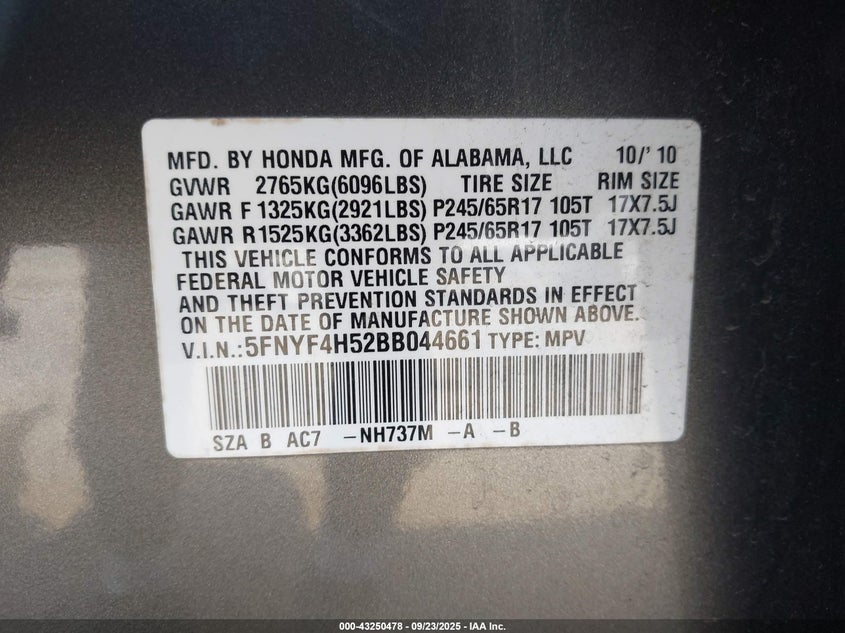 MFD. BY HONDA MFG. OF ALABAMA, LLC 10/' 10
GVWR 2765KG(6096LBS) TIRE SIZE RIM SIZE
GAWR F 1325KG(2921LBS) P245/65R17 105T 17X7.5J
GAWR R1525KG(3362LBS) P245/65R17 105T 17X7.5J
THIS VEHICLE CONFORMS TO ALL APPLICABLE
FEDERAL MOTOR VEHICLE SAFETY
AND THEFT PREVENTION STANDARDS IN EFFECT
ON THE DATE OF MANUFACTURE SHOWN ABOVE.
V.I.N.:5FNYF4H52BB044661 TYPE: MPV
SZA B AC7 -NH737M -A -B
000-43250478 - 09/23/2025 - IAA Inc.